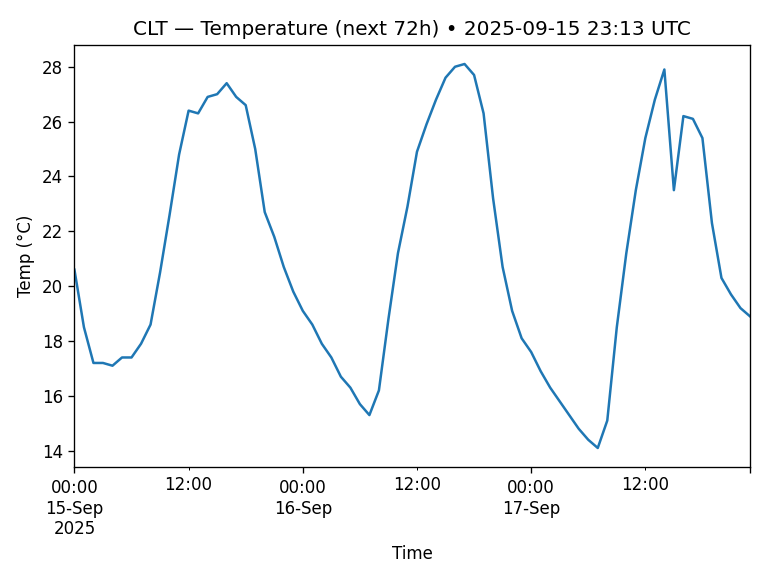 CLT — Temperature (next 72h) • 2025-09-15 23:13 UTC
Temp (°C)
28
26
24
22
20
18
16
14
00:00 12:00 00:00 12:00 00:00 12:00
15-Sep 16-Sep 17-Sep
2025
Time